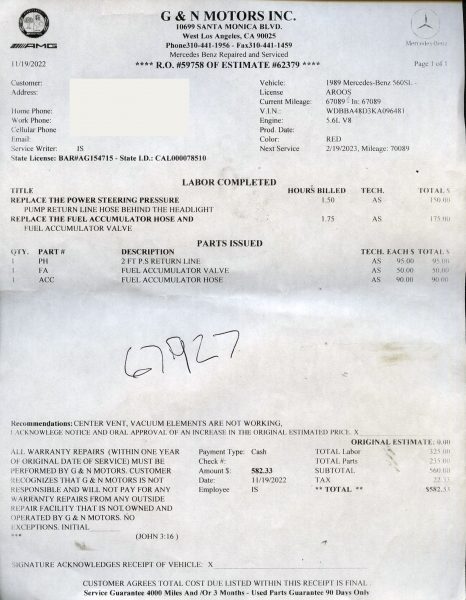 G & N MOTORS INC.
10699 SANTA MONICA BLVD.
West Los Angeles, CA 90025
Phone310-441-1956 - Fax310-441-1459
AMG
Mercedes-Benz
Mercedes Benz Repaired and Serviced
11/19/2022 **** R.O. #59758 OF ESTIMATE #62379 **** Page 1 of 1
Customer: Vehicle: 1989 Mercedes-Benz 560SL -
Address: License AROOS
Current Mileage: 67089 - In: 67089
Home Phone: V.I.N.: WDBBA48D3KA096481
Work Phone: Engine: 5.6L V8
Cellular Phone Prod. Date:
Email: Color: RED
Service Writer: IS Next Service 2/19/2023, Mileage: 70089
State License: BAR#AG154715 - State I.D.: CAL000078510
LABOR COMPLETED
TITLE HOURS BILLED TECH. TOTAL $
REPLACE THE POWER STEERING PRESSURE 1.50 AS 150.00
PUMP RETURN LINE HOSE BEHIND THE HEADLIGHT
REPLACE THE FUEL ACCUMULATOR HOSE AND 1.75 AS 175.00
FUEL ACCUMULATOR VALVE
PARTS ISSUED
QTY. PART # DESCRIPTION TECH. EACH $ TOTAL $
1 PH 2 FT P.S RETURN LINE AS 95.00 95.00
1 FA FUEL ACCUMULATOR VALVE AS 50.00 50.00
1 ACC FUEL ACCUMULATOR HOSE AS 90.00 90.00
67927
Recommendations: CENTER VENT, VACUUM ELEMENTS ARE NOT WORKING,
I ACKNOWLEGE NOTICE AND ORAL APPROVAL OF AN INCREASE IN THE ORIGINAL ESTIMATED PRICE. X
ORIGINAL ESTIMATE: 0.00
ALL WARRANTY REPAIRS (WITHIN ONE YEAR Payment Type: Cash TOTAL Labor 325.00
OF ORIGINAL DATE OF SERVICE) MUST BE Check #: TOTAL Parts 235.00
PERFORMED BY G & N MOTORS. CUSTOMER Amount $: 582.33 SUBTOTAL 560.00
RECOGNIZES THAT G & N MOTORS IS NOT Date: 11/19/2022 TAX 22.33
RESPONSIBLE AND WILL NOT PAY FOR ANY Employee IS ** TOTAL ** $582.33
WARRANTY REPAIRS FROM ANY OUTSIDE
REPAIR FACILITY THAT IS NOT OWNED AND
OPERATED BY G & N MOTORS. NO
EXCEPTIONS. INITIAL
*** (JOHN 3:16 )
SIGNATURE ACKNOWLEDGES RECEIPT OF VEHICLE: X
CUSTOMER AGREES TOTAL COST DUE LISTED WITHIN THIS RECEIPT IS FINAL
Service Guarantee 4000 Miles And /Or 3 Months - Used Parts Guarantee 90 Days Only